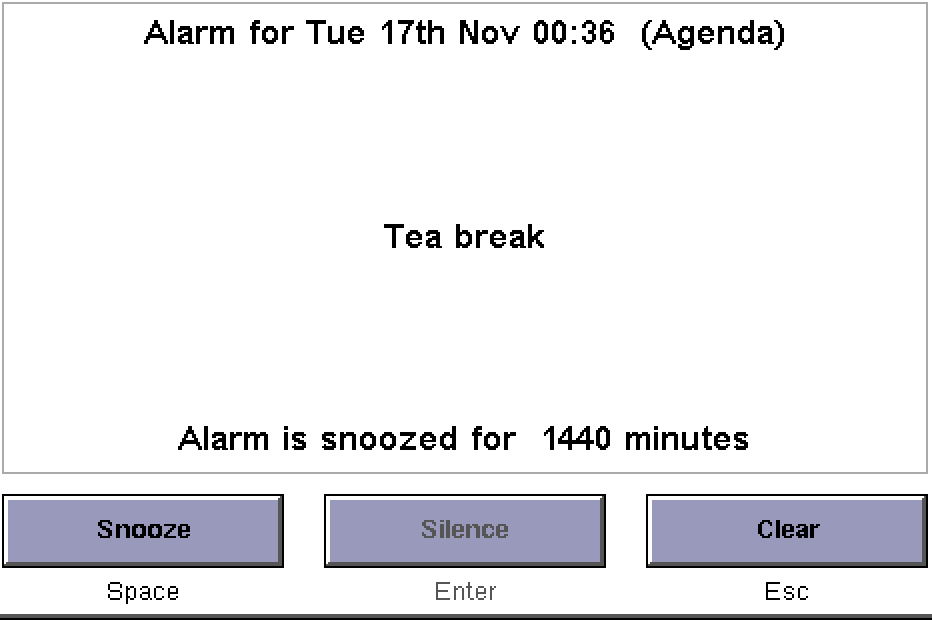 Alarm for Tue 17th Nov 00:36 (Agenda)
Tea break
Alarm is snoozed for 1440 minutes
Snooze Silence Clear
Space Enter Esc